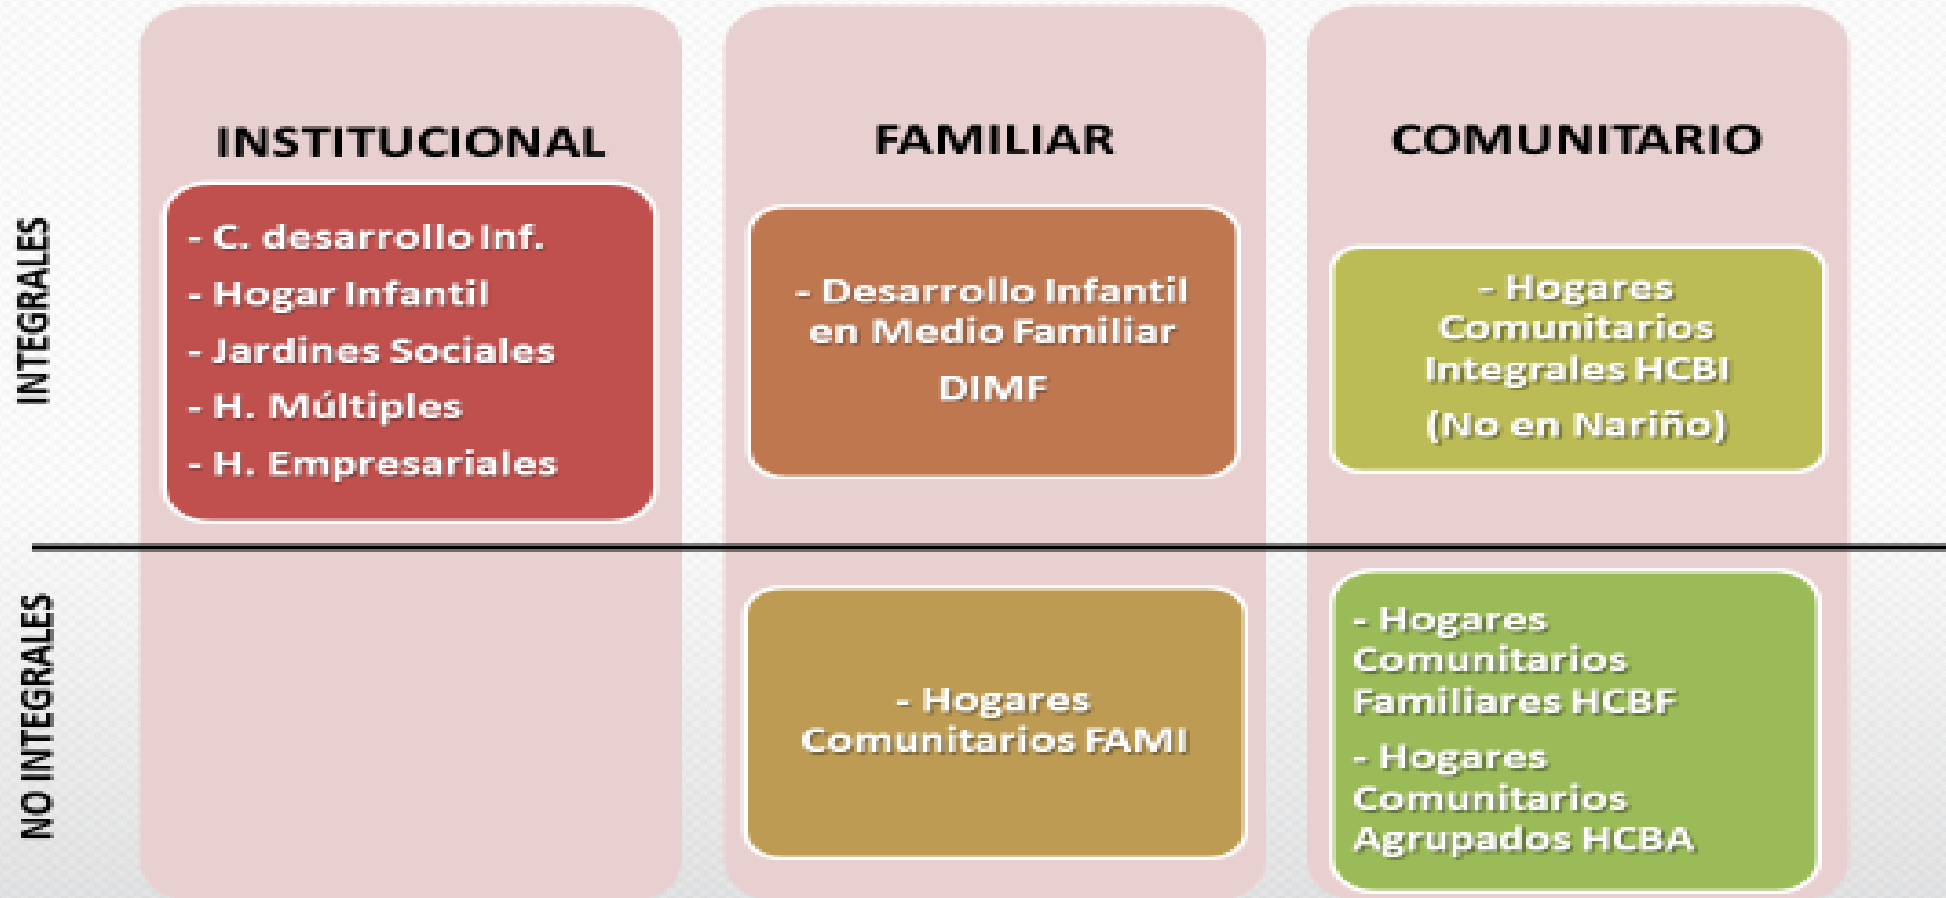 INSTITUCIONAL
FAMILIAR
COMUNITARIO
INTEGRALES
- C. desarrollo Inf.
- Hogar Infantil
- Jardines Sociales
- H. Múltiples
- H. Empresariales
- Desarrollo Infantil
en Medio Familiar
DIMF
- Hogares
Comunitarios
Integrales HCBI
(No en Nariño)
NO INTEGRALES
- Hogares
Comunitarios FAMI
- Hogares
Comunitarios
Familiares HCBF
- Hogares
Comunitarios
Agrupados HCBA